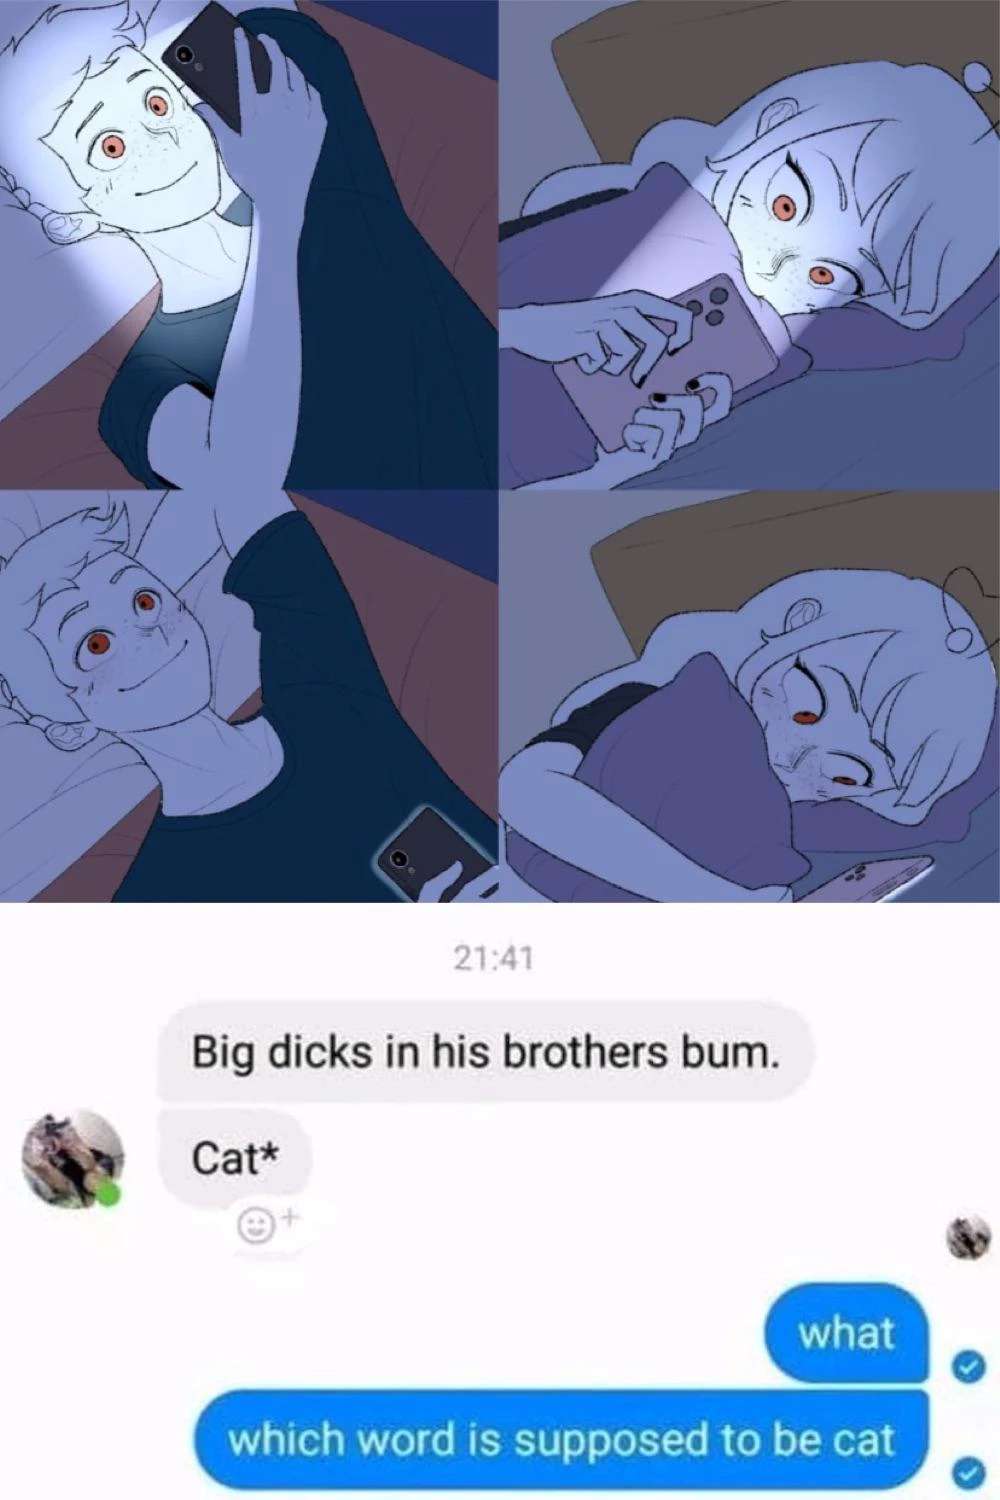 21:41
Big dicks in his brothers bum.
Cat*
what
which word is supposed to be cat